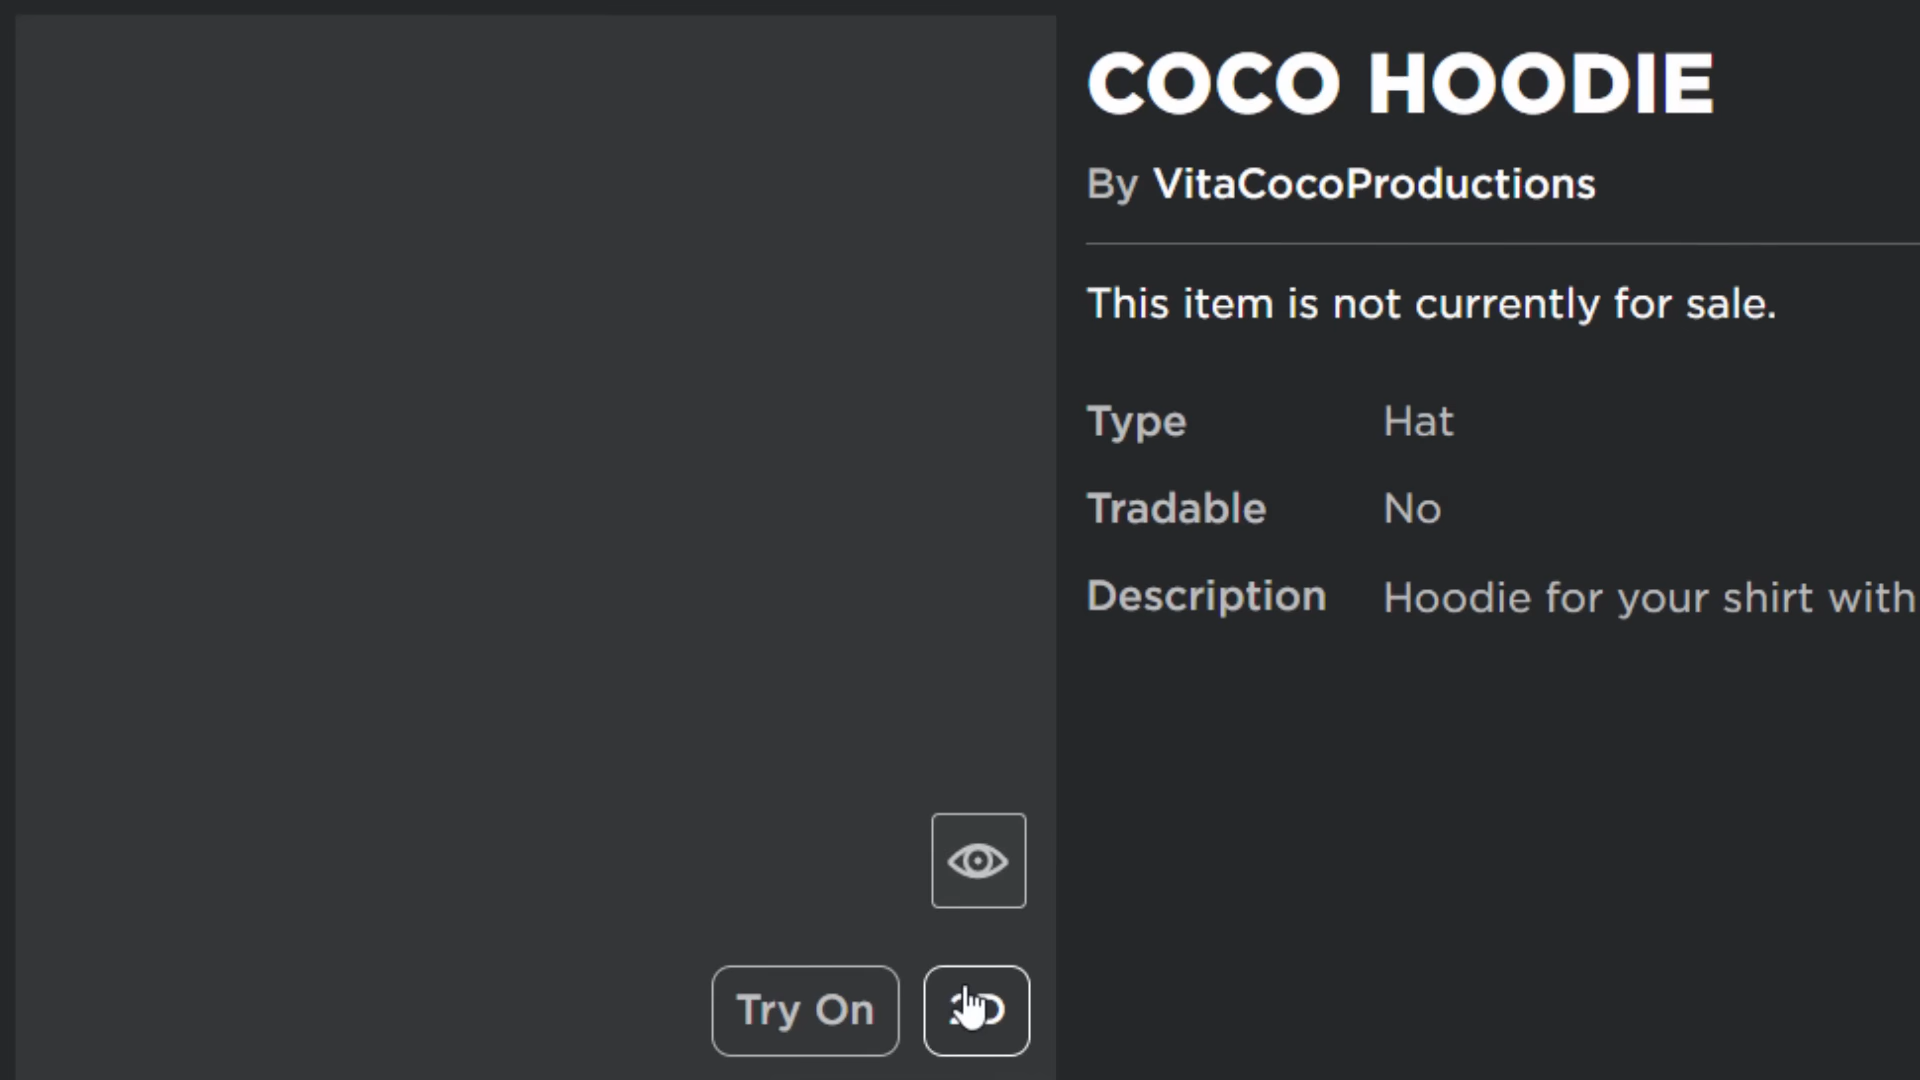 COCO HOODIE
By VitaCocoProductions
This item is not currently for sale.
Type Hat
Tradable No
Description Hoodie for your shirt with
Try On